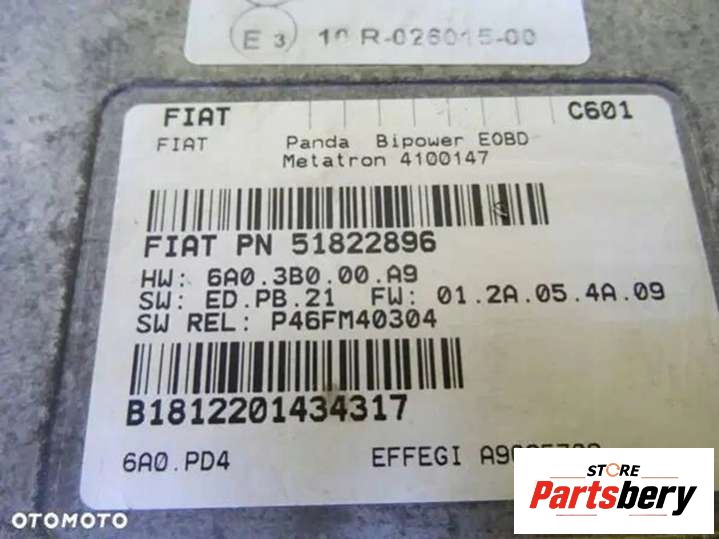 E 3 10 R-026015-00
FIAT C601
FIAT Panda Bipower EOBD
Metatron 4100147
FIAT PN 51822896
HW: 6A0.3B0.00.A9
SW: ED.PB.21 FW: 01.2A.05.4A.09
SW REL: P46FM40304
B1812201434317
6A0.PD4 EFFEGI
STORE
Partsbery
OTOMOTO